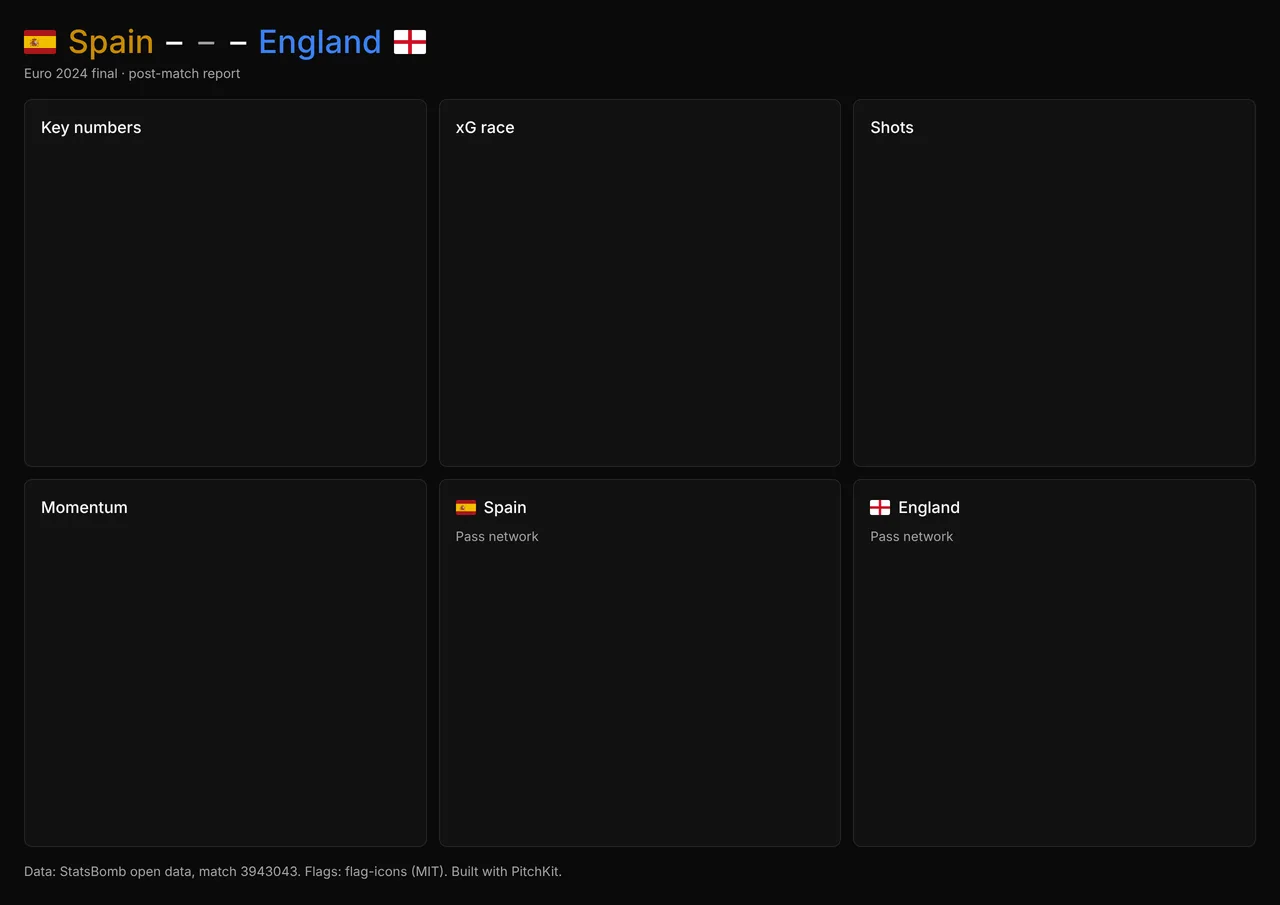 Spain – – – England
Euro 2024 final · post-match report
Key numbers
xG race
Shots
Momentum
Spain
Pass network
England
Pass network
Data: StatsBomb open data, match 3943043. Flags: flag-icons (MIT). Built with PitchKit.